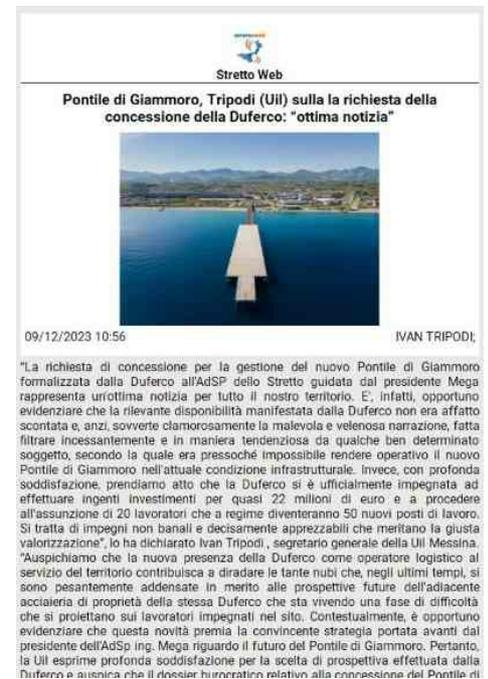 Stretto Web
Pontile di Giammoro, Tripodi (Uil) sulla la richiesta della
concessione della Duferco: "ottima notizia"
09/12/2023 10:56 IVAN TRIPODI;
"La richiesta di concessione per la gestione del nuovo Pontile di Giammoro
formalizzata dalla Duferco all'AdSP dello Stretto guidata dal presidente Mega
rappresenta un'ottima notizia per tutto il nostro territorio. E', infatti, opportuno
evidenziare che la rilevante disponibilità manifestata dalla Duferco non era affatto
scontata e, anzi, sovverte clamorosamente la malevola e velenosa narrazione, fatta
filtrare incessantemente e in maniera tendenziosa da qualche ben determinato
soggetto, secondo la quale era pressoché impossibile rendere operativo il nuovo
Pontile di Giammoro nell'attuale condizione infrastrutturale. Invece, con profonda
soddisfazione, prendiamo atto che la Duferco si è ufficialmente impegnata ad
effettuare ingenti investimenti per quasi 22 milioni di euro e a procedere
all'assunzione di 20 lavoratori che a regime diventeranno 50 nuovi posti di lavoro.
Si tratta di impegni non banali e decisamente apprezzabili che meritano la giusta
valorizzazione", lo ha dichiarato Ivan Tripodi , segretario generale della Uil Messina.
"Auspichiamo che la nuova presenza della Duferco come operatore logistico al
servizio del territorio contribuisca a diradare le tante nubi che, negli ultimi tempi, si
sono pesantemente addensate in merito alle prospettive future dell'adiacente
acciaieria di proprietà della stessa Duferco che sta vivendo una fase di difficoltà
che si proiettano sui lavoratori impegnati nel sito. Contestualmente, è opportuno
evidenziare che questa novità premia la convincente strategia portata avanti dal
presidente dell'AdSp ing. Mega riguardo il futuro del Pontile di Giammoro. Pertanto,
la Uil esprime profonda soddisfazione per la scelta di prospettiva effettuata dalla
Duferco e auspica che il dossier burocratico relativo alla concessione del Pontile di